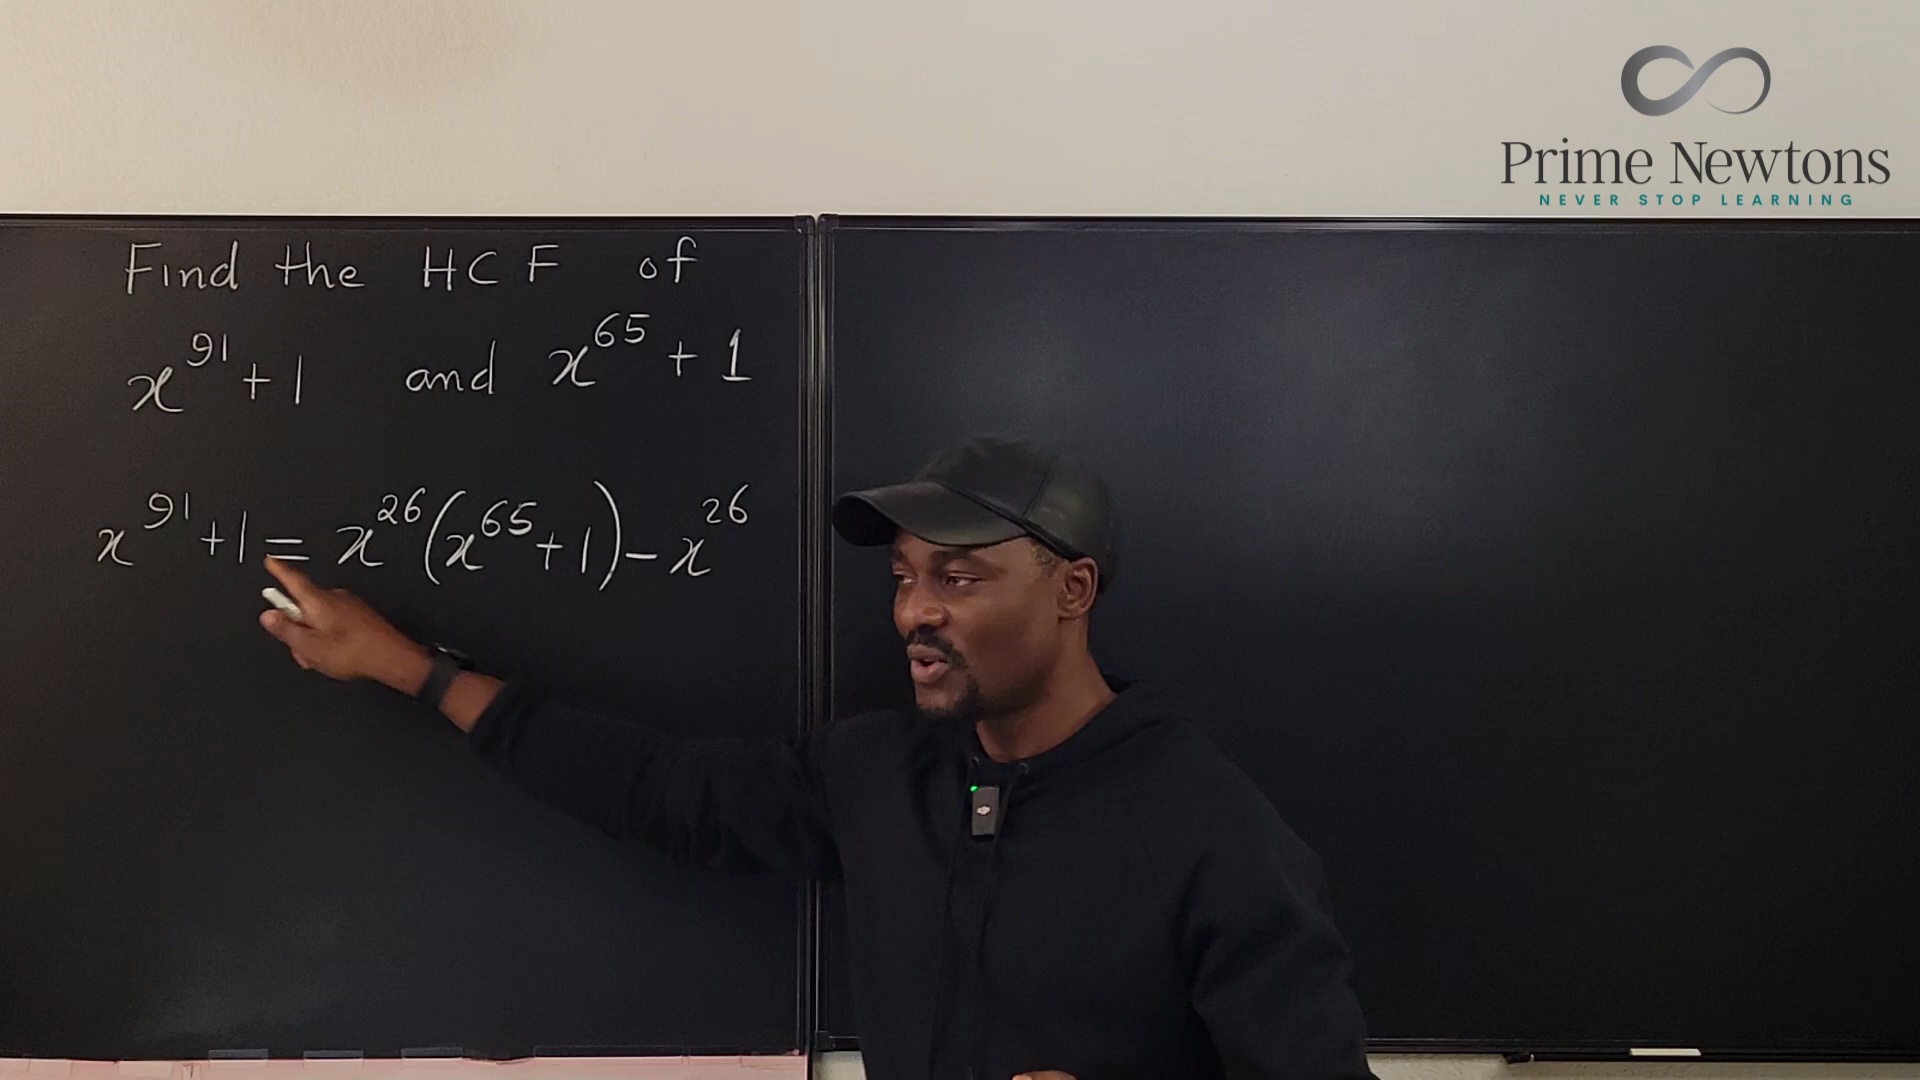 Prime Newtons
NEVER STOP LEARNING
Find the HCF of
x^91 + 1 and x^65 + 1
x^91 + 1 = x^26 (x^65 + 1) - x^26